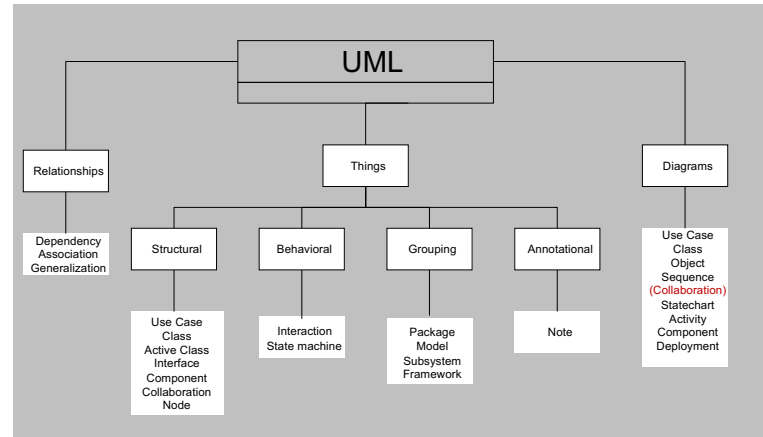 UML
Relationships
Things
Diagrams
Dependency
Association
Generalization
Structural
Behavioral
Grouping
Annotational
Use Case
Class
Object
Sequence
(Collaboration)
Statechart
Activity
Component
Deployment
Use Case
Class
Active Class
Interface
Component
Collaboration
Node
Interaction
State machine
Package
Model
Subsystem
Framework
Note